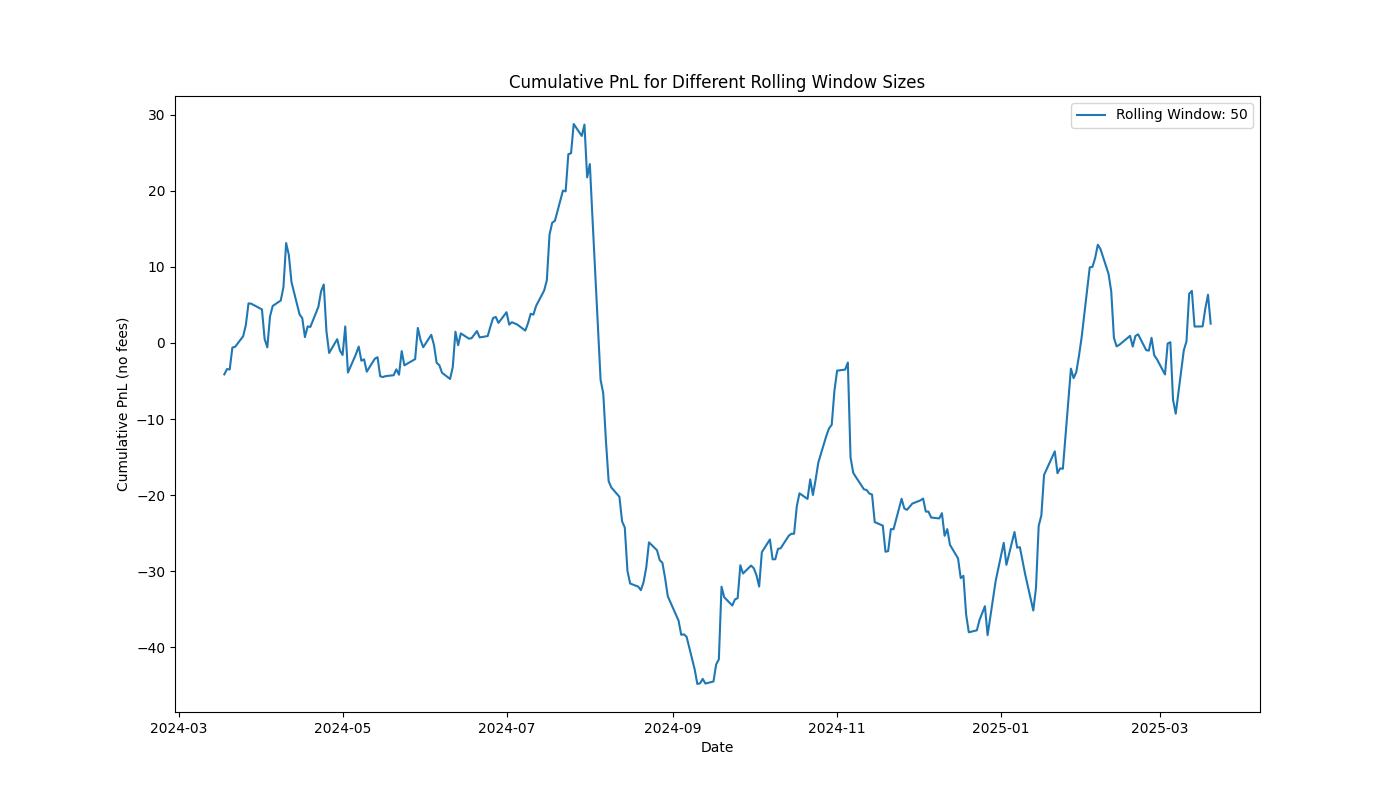 Cumulative PnL for Different Rolling Window Sizes
Rolling Window: 50
Cumulative PnL (no fees)
30
20
10
0
−10
−20
−30
−40
2024-03 2024-05 2024-07 2024-09 2024-11 2025-01 2025-03
Date